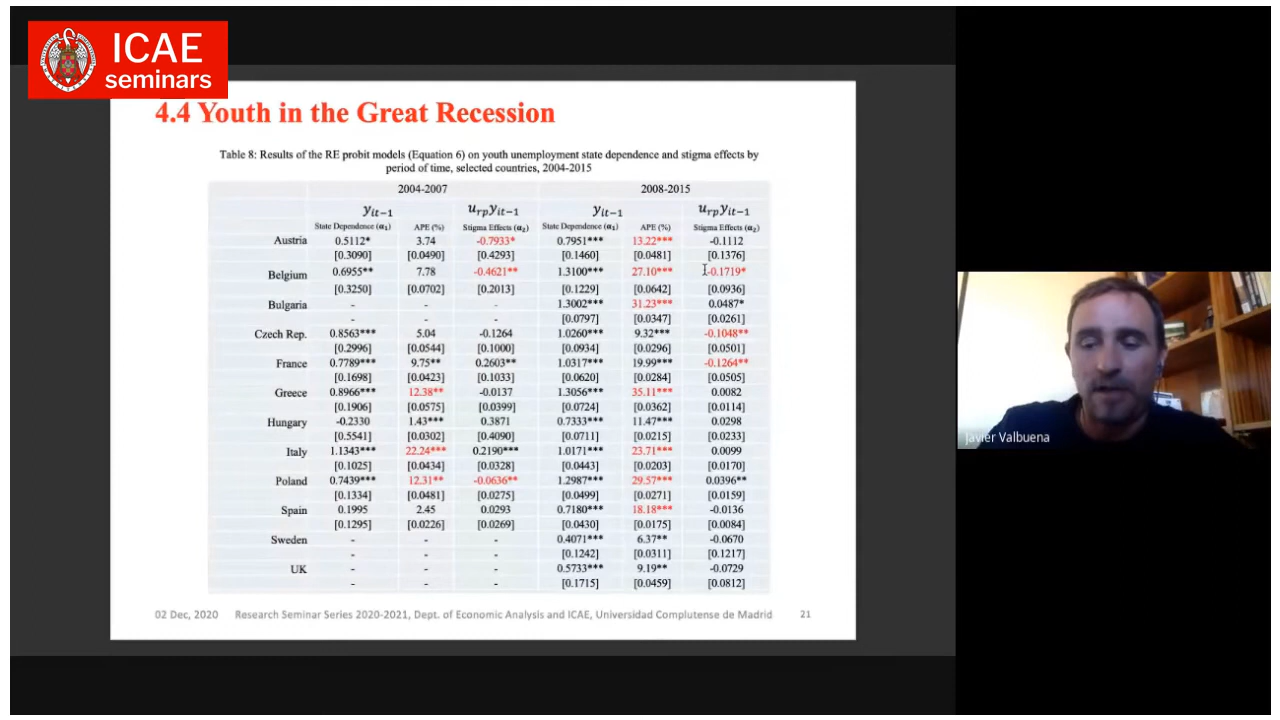 ICAE
seminars
4.4 Youth in the Great Recession
Table 8: Results of the RE probit models (Equation 6) on youth unemployment state dependence and stigma effects by
period of time, selected countries, 2004-2015
2004-2007 2008-2015
yit−1 urpyit−1 yit−1 urpyit−1
State Dependence (α1) APE (%) Stigma Effects (α2) State Dependence (α1) APE (%) Stigma Effects (α2)
Austria 0.5112* 3.74 -0.7933* 0.7951*** 13.22*** -0.1112
[0.3090] [0.0490] [0.4293] [0.1460] [0.0481] [0.1376]
Belgium 0.6955** 7.78 -0.4621** 1.3100*** 27.10*** -0.1719*
[0.3250] [0.0702] [0.2013] [0.1229] [0.0642] [0.0936]
Bulgaria - - - 1.3002*** 31.23*** 0.0487*
- - - [0.0797] [0.0347] [0.0261]
Czech Rep. 0.8563*** 5.04 -0.1264 1.0260*** 9.32*** -0.1048**
[0.2996] [0.0544] [0.1000] [0.0934] [0.0296] [0.0501]
France 0.7789*** 9.75** 0.2603** 1.0317*** 19.99*** -0.1264**
[0.1698] [0.0423] [0.1033] [0.0620] [0.0284] [0.0505]
Greece 0.8966*** 12.38** -0.0137 1.3056*** 35.11*** 0.0082
[0.1906] [0.0575] [0.0399] [0.0724] [0.0362] [0.0114]
Hungary -0.2330 1.43*** 0.3871 0.7333*** 11.47*** 0.0298
[0.5541] [0.0302] [0.4090] [0.0711] [0.0215] [0.0233]
Italy 1.1343*** 22.24*** 0.2190*** 1.0171*** 23.71*** 0.0099
[0.1025] [0.0434] [0.0328] [0.0443] [0.0203] [0.0170]
Poland 0.7439*** 12.31** -0.0636** 1.2987*** 29.57*** 0.0396**
[0.1334] [0.0481] [0.0275] [0.0499] [0.0271] [0.0159]
Spain 0.1995 2.45 0.0293 0.7180*** 18.18*** -0.0136
[0.1295] [0.0226] [0.0269] [0.0430] [0.0175] [0.0084]
Sweden - - - 0.4071*** 6.37** -0.0670
- - - [0.1242] [0.0311] [0.1217]
UK - - - 0.5733*** 9.19** -0.0729
- - - [0.1715] [0.0459] [0.0812]
02 Dec, 2020 Research Seminar Series 2020-2021, Dept. of Economic Analysis and ICAE, Universidad Complutense de Madrid 21
Javier Valbuena